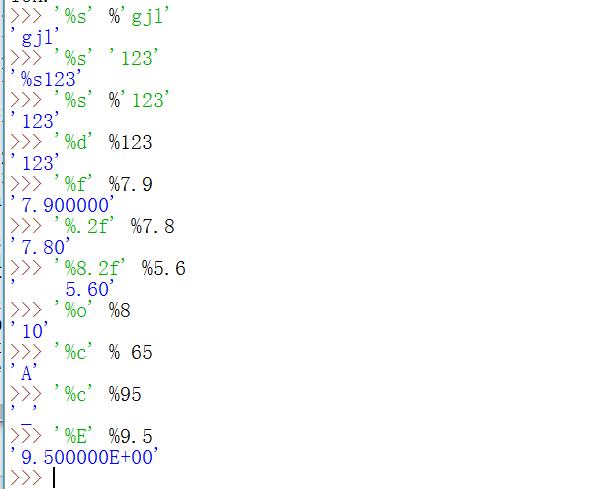 >>> '%s' %'gjl'
'gjl'
>>> '%s' '123'
'%s123'
>>> '%s' %'123'
'123'
>>> '%d' %123
'123'
>>> '%f' %7.9
'7.900000'
>>> '%.2f' %7.8
'7.80'
>>> '%8.2f' %5.6
'    5.60'
>>> '%o' %8
'10'
>>> '%c' % 65
'A'
>>> '%c' %95
'_'
>>> '%E' %9.5
'9.500000E+00'
>>>